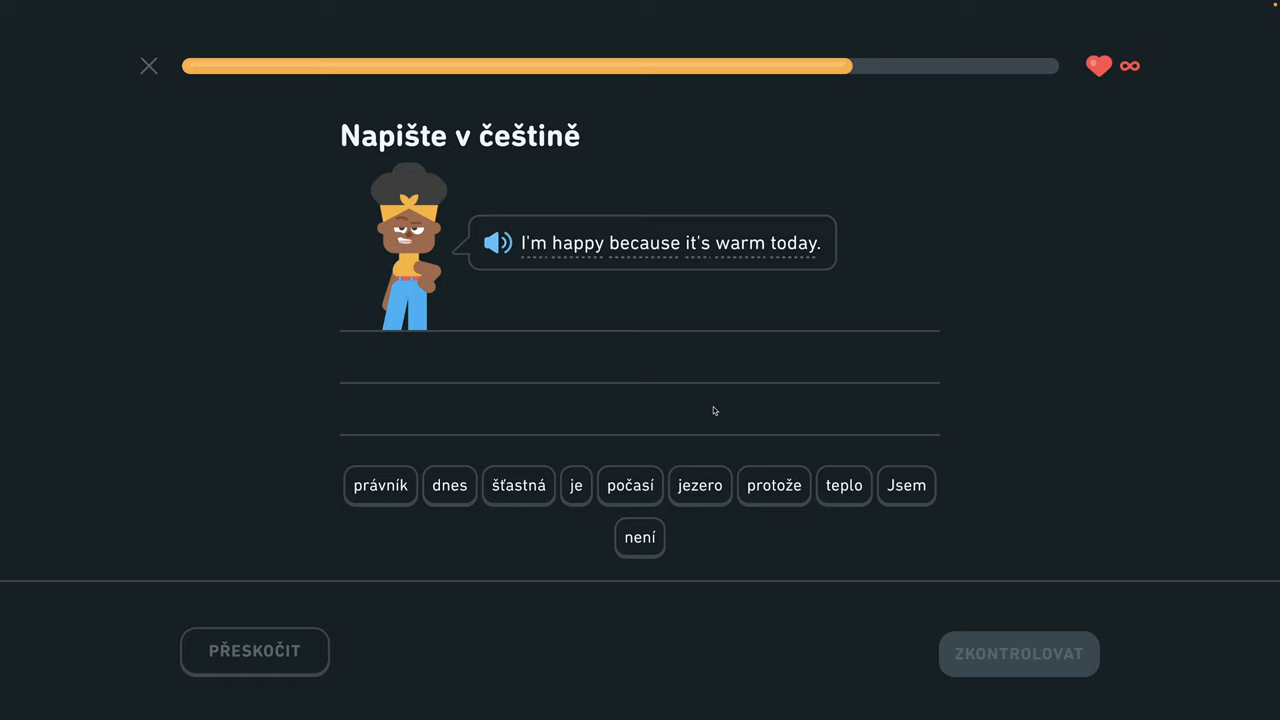 Napište v češtině
I'm happy because it's warm today.
právník dnes šťastná je počasí jezero protože teplo Jsem
není
PŘESKOČIT ZKONTROLOVAT